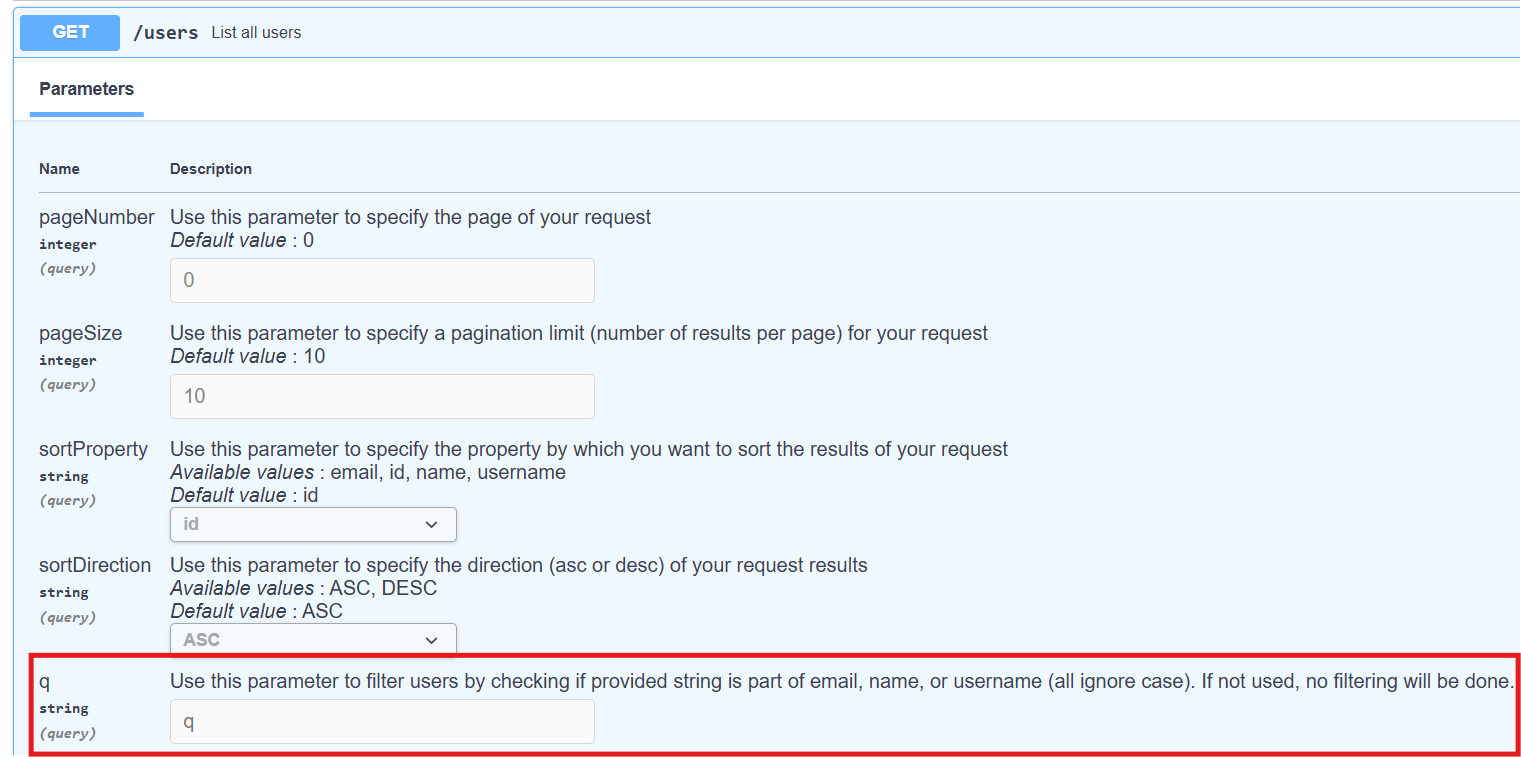 GET /users List all users
Parameters
Name Description
pageNumber Use this parameter to specify the page of your request
integer Default value : 0
(query) 0
pageSize Use this parameter to specify a pagination limit (number of results per page) for your request
integer Default value : 10
(query) 10
sortProperty Use this parameter to specify the property by which you want to sort the results of your request
string Available values : email, id, name, username
(query) Default value : id
id
sortDirection Use this parameter to specify the direction (asc or desc) of your request results
string Available values : ASC, DESC
(query) Default value : ASC
ASC
q Use this parameter to filter users by checking if provided string is part of email, name, or username (all ignore case). If not used, no filtering will be done.
string q
(query)